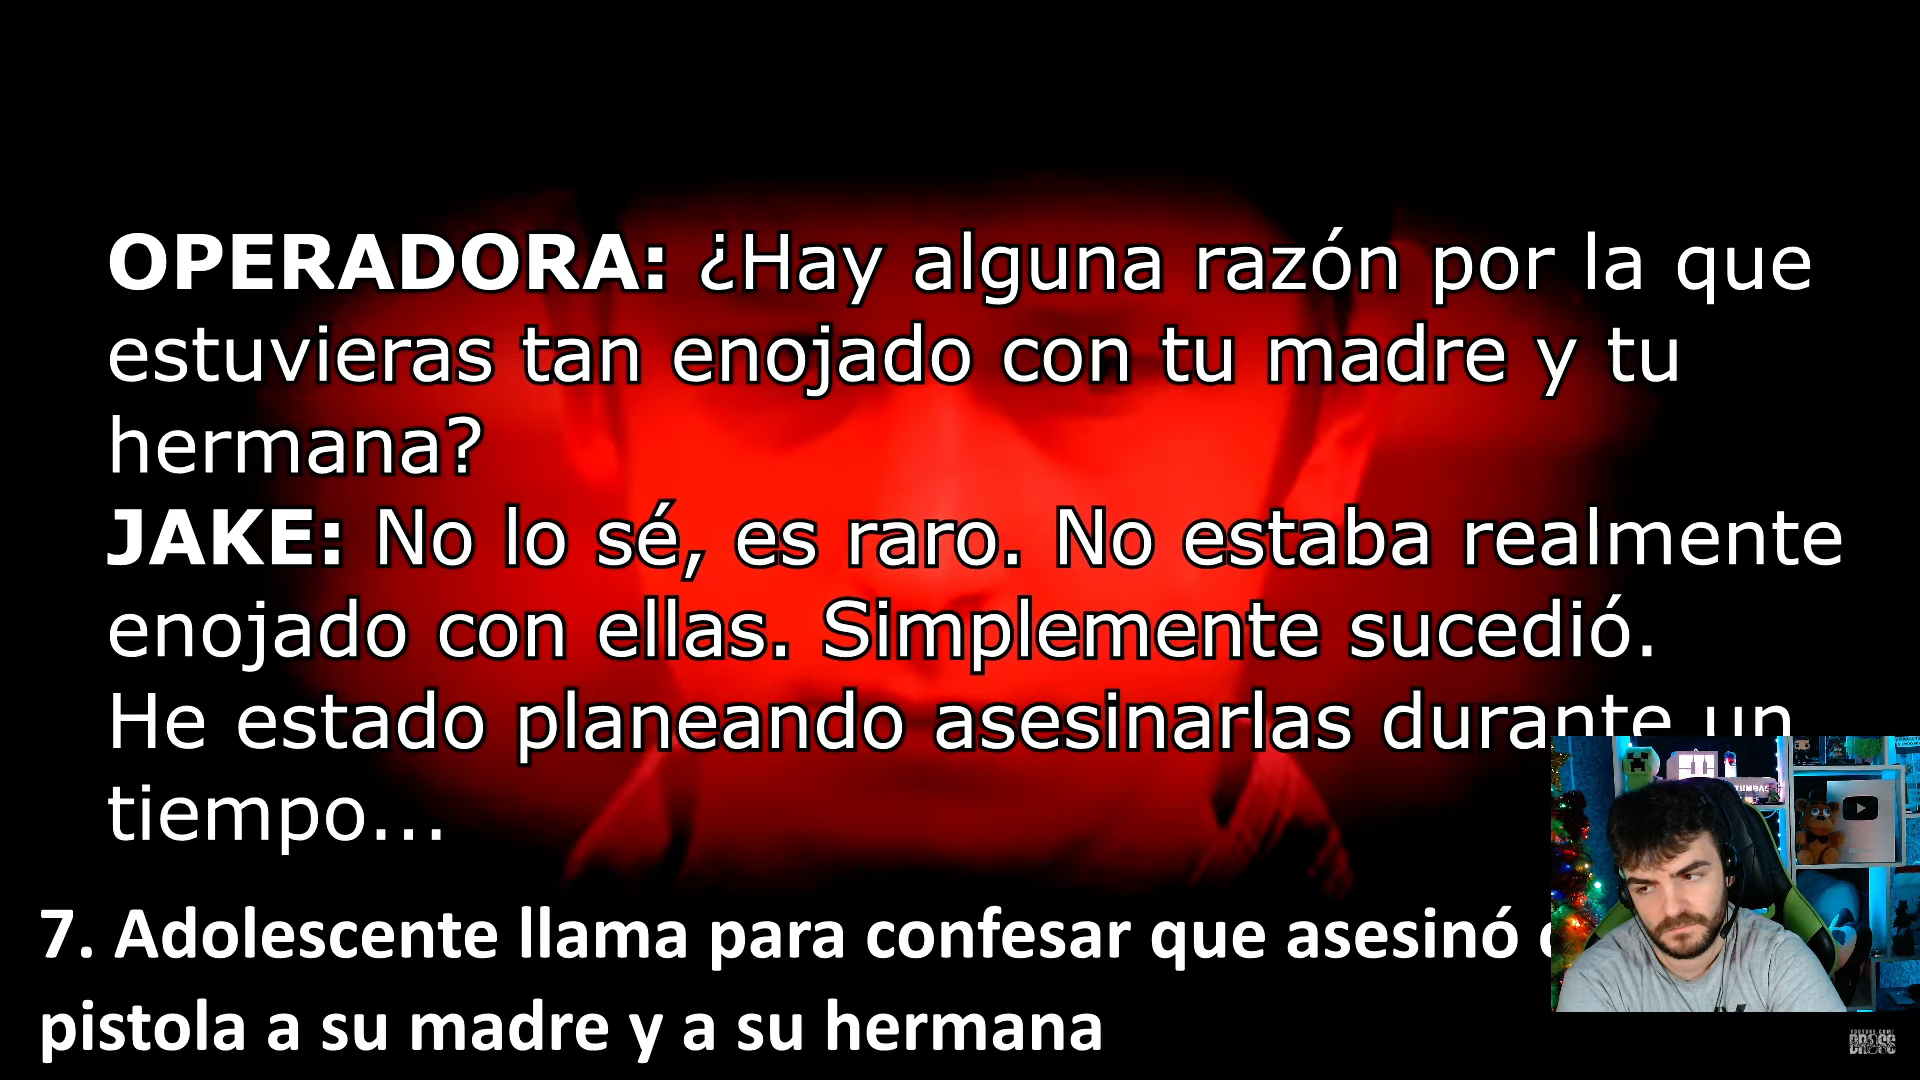 OPERADORA: ¿Hay alguna razón por la que
estuvieras tan enojado con tu madre y tu
hermana?
JAKE: No lo sé, es raro. No estaba realmente
enojado con ellas. Simplemente sucedió.
He estado planeando asesinarlas durante un
tiempo...
7. Adolescente llama para confesar que asesinó
pistola a su madre y a su hermana